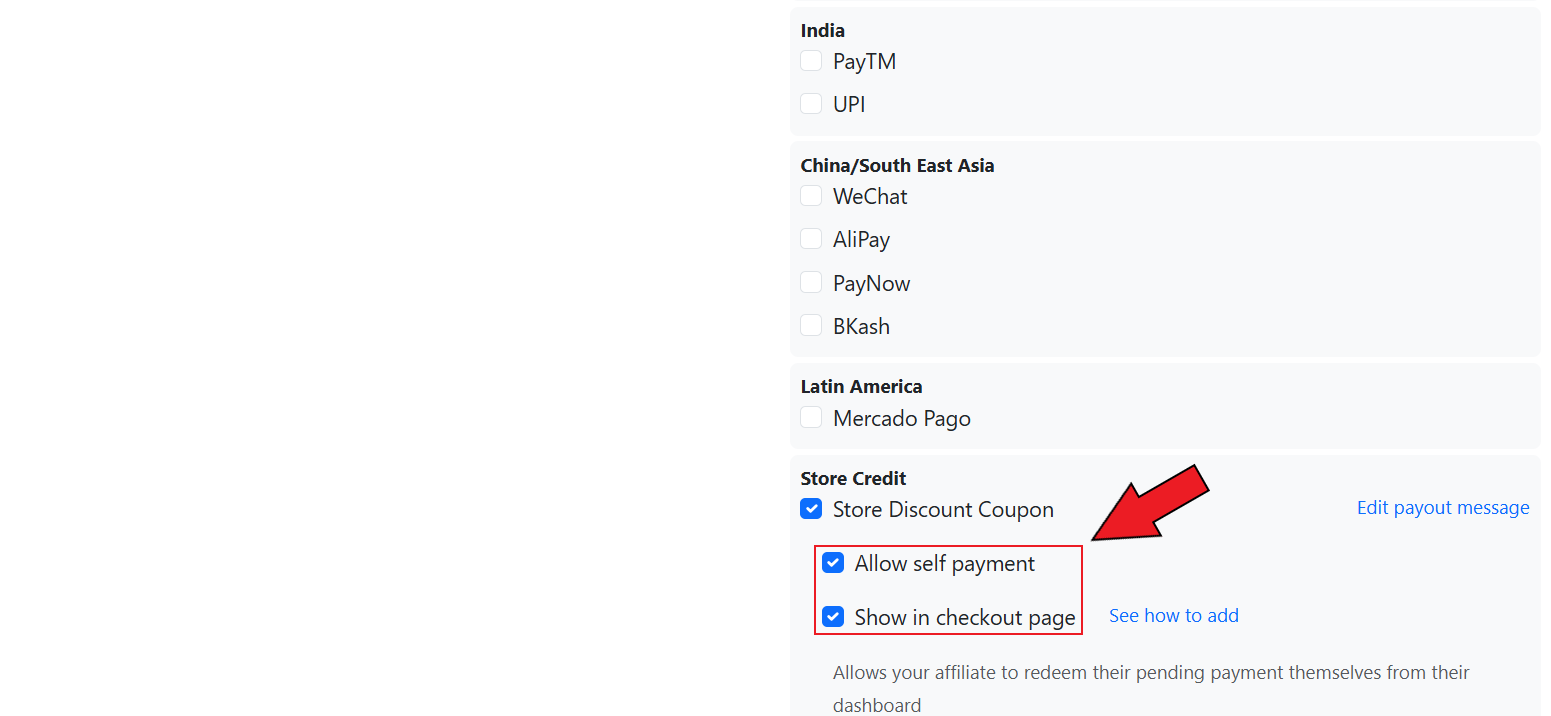 India
PayTM
UPI
China/South East Asia
WeChat
AliPay
PayNow
BKash
Latin America
Mercado Pago
Store Credit
Store Discount Coupon
Edit payout message
Allow self payment
Show in checkout page
See how to add
Allows your affiliate to redeem their pending payment themselves from their
dashboard